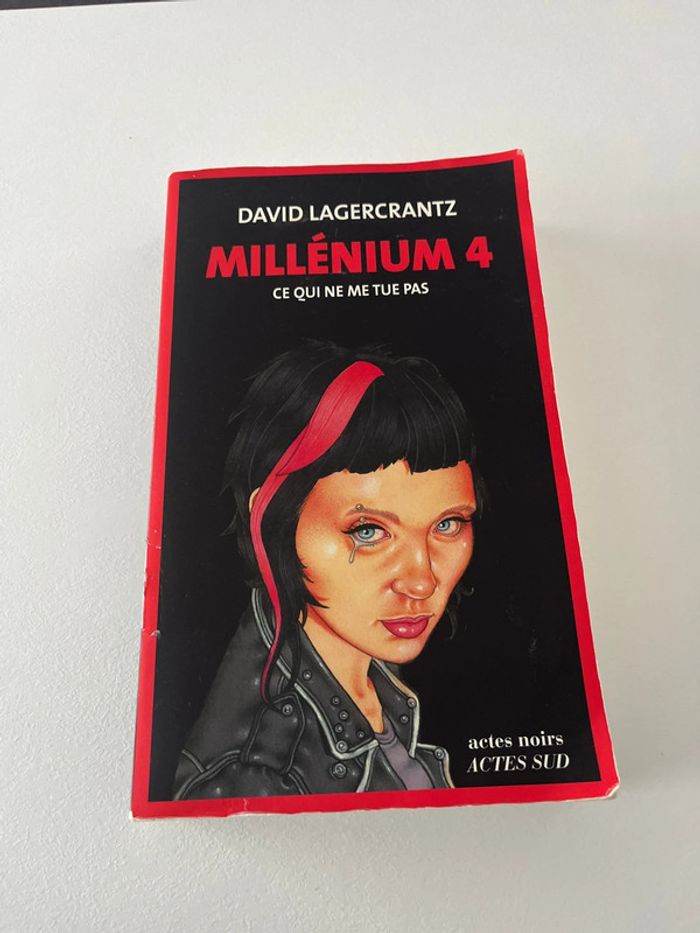 DAVID LAGERCRANTZ
MILLÉNIUM 4
CE QUI NE ME TUE PAS
actes noirs
ACTES SUD